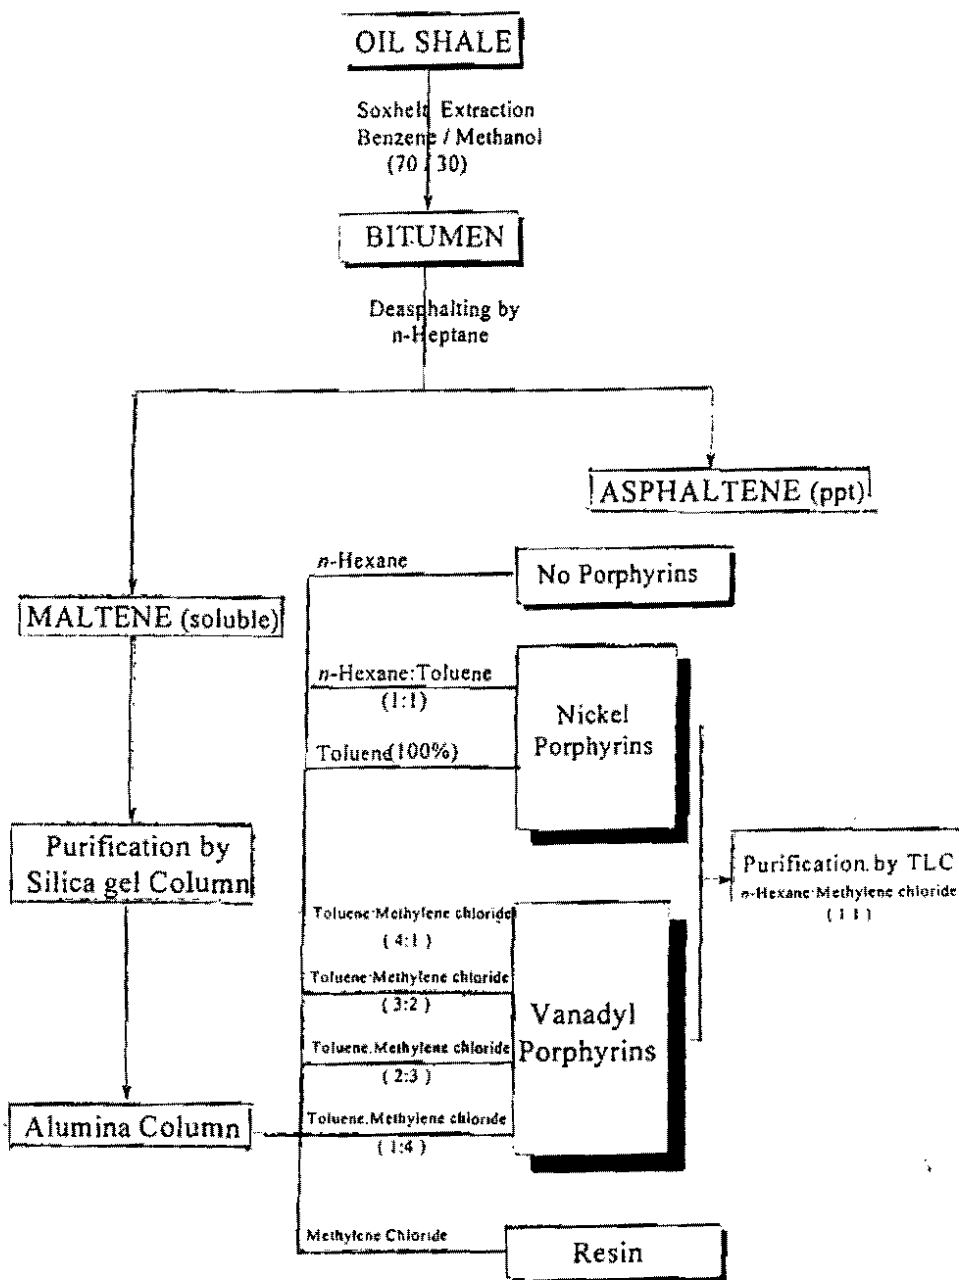 OIL SHALE
Soxhelt Extraction
Benzene / Methanol
(70 / 30)
BITUMEN
Deasphalting by
n-Heptane
ASPHALTENE (ppt)
MALTENE (soluble)
n-Hexane
No Porphyrins
n-Hexane:Toluene
(1:1)
Nickel
Porphyrins
Toluene(100%)
Purification by
Silica gel Column
Purification by TLC
n-Hexane:Methylene chloride
(1:1)
Toluene:Methylene chloride
( 4:1 )
Toluene:Methylene chloride
( 3:2 )
Vanadyl
Porphyrins
Toluene:Methylene chloride
( 2:3 )
Alumina Column
Toluene:Methylene chloride
( 1:4 )
Methylene Chloride
Resin